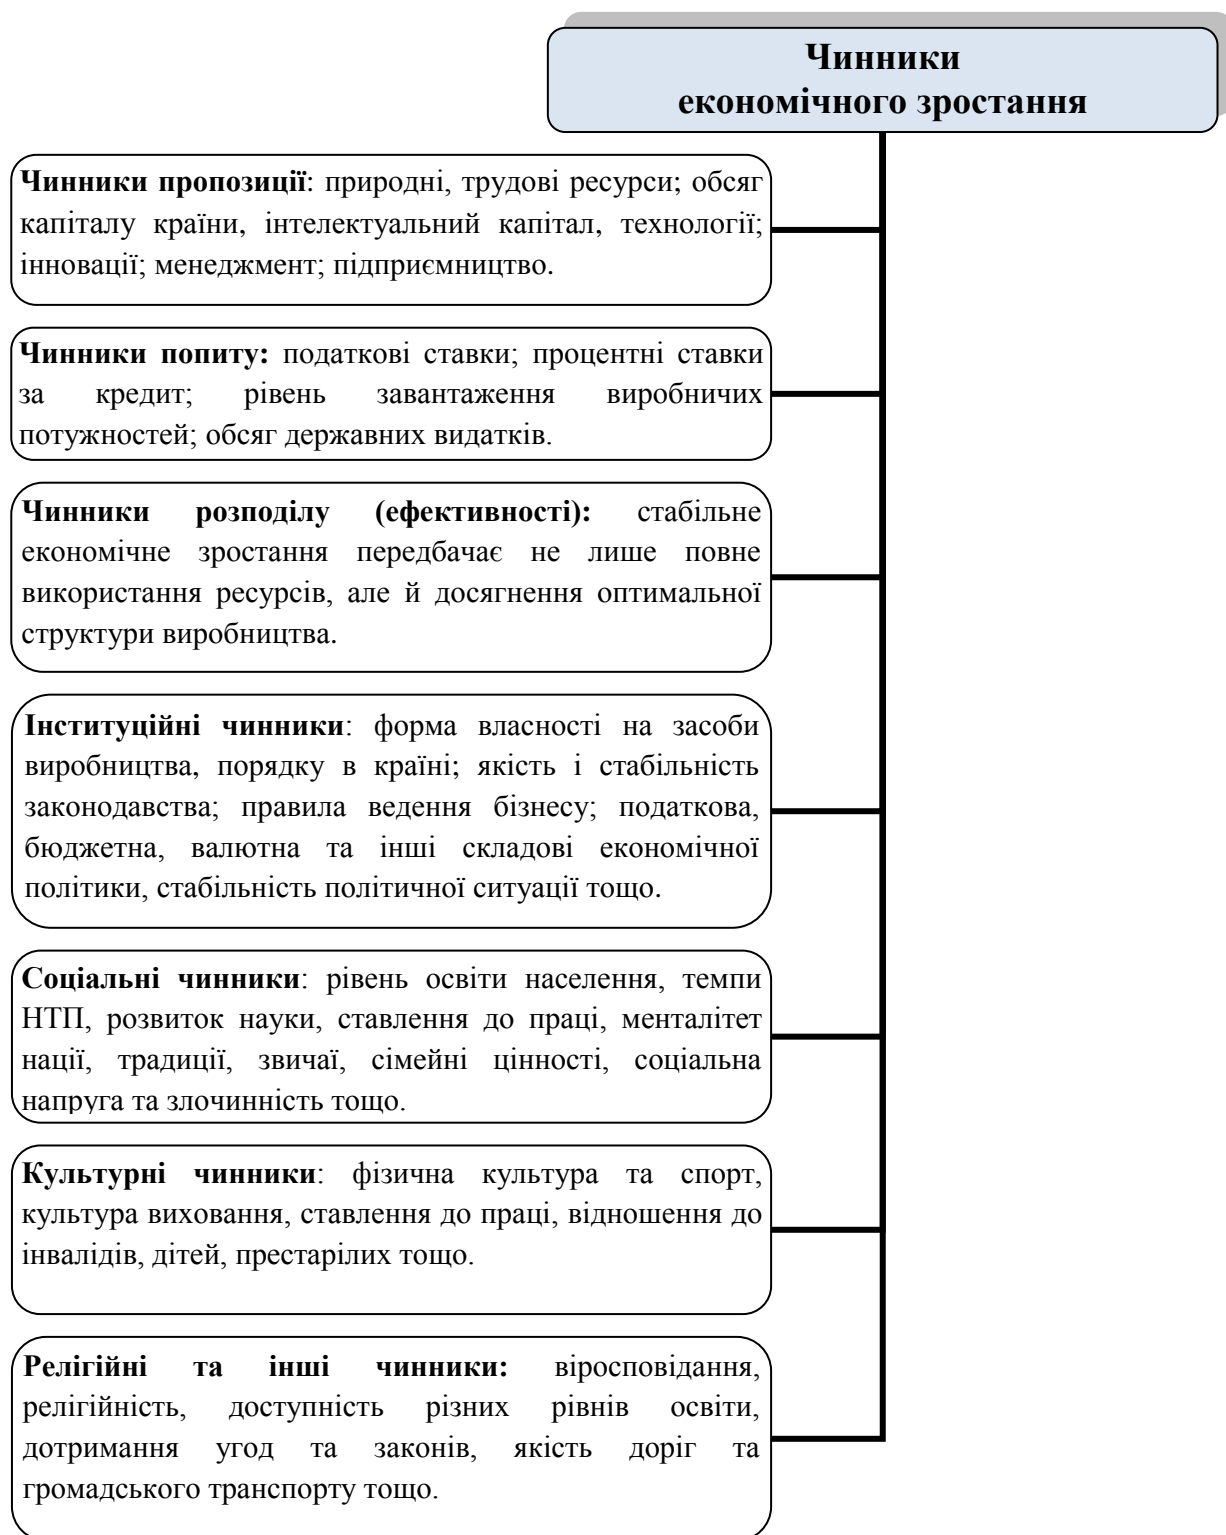 Чинники
економічного зростання
Чинники пропозиції: природні, трудові ресурси; обсяг
капіталу країни, інтелектуальний капітал, технології;
інновації; менеджмент; підприємництво.
Чинники попиту: податкові ставки; процентні ставки
за кредит; рівень завантаження виробничих
потужностей; обсяг державних видатків.
Чинники розподілу (ефективності): стабільне
економічне зростання передбачає не лише повне
використання ресурсів, але й досягнення оптимальної
структури виробництва.
Інституційні чинники: форма власності на засоби
виробництва, порядку в країні; якість і стабільність
законодавства; правила ведення бізнесу; податкова,
бюджетна, валютна та інші складові економічної
політики, стабільність політичної ситуації тощо.
Соціальні чинники: рівень освіти населення, темпи
НТП, розвиток науки, ставлення до праці, менталітет
нації, традиції, звичаї, сімейні цінності, соціальна
напруга та злочинність тощо.
Культурні чинники: фізична культура та спорт,
культура виховання, ставлення до праці, відношення до
інвалідів, дітей, престарілих тощо.
Релігійні та інші чинники: віросповідання,
релігійність, доступність різних рівнів освіти,
дотримання угод та законів, якість доріг та
громадського транспорту тощо.